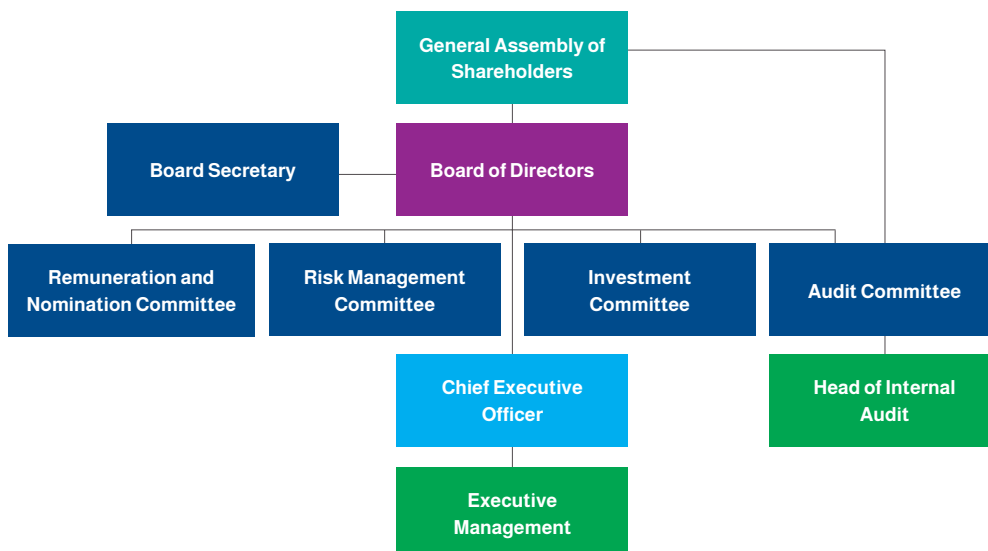 General Assembly of
Shareholders
Board Secretary
Board of Directors
Remuneration and
Nomination Committee
Risk Management
Committee
Investment
Committee
Audit Committee
Chief Executive
Officer
Head of Internal
Audit
Executive
Management